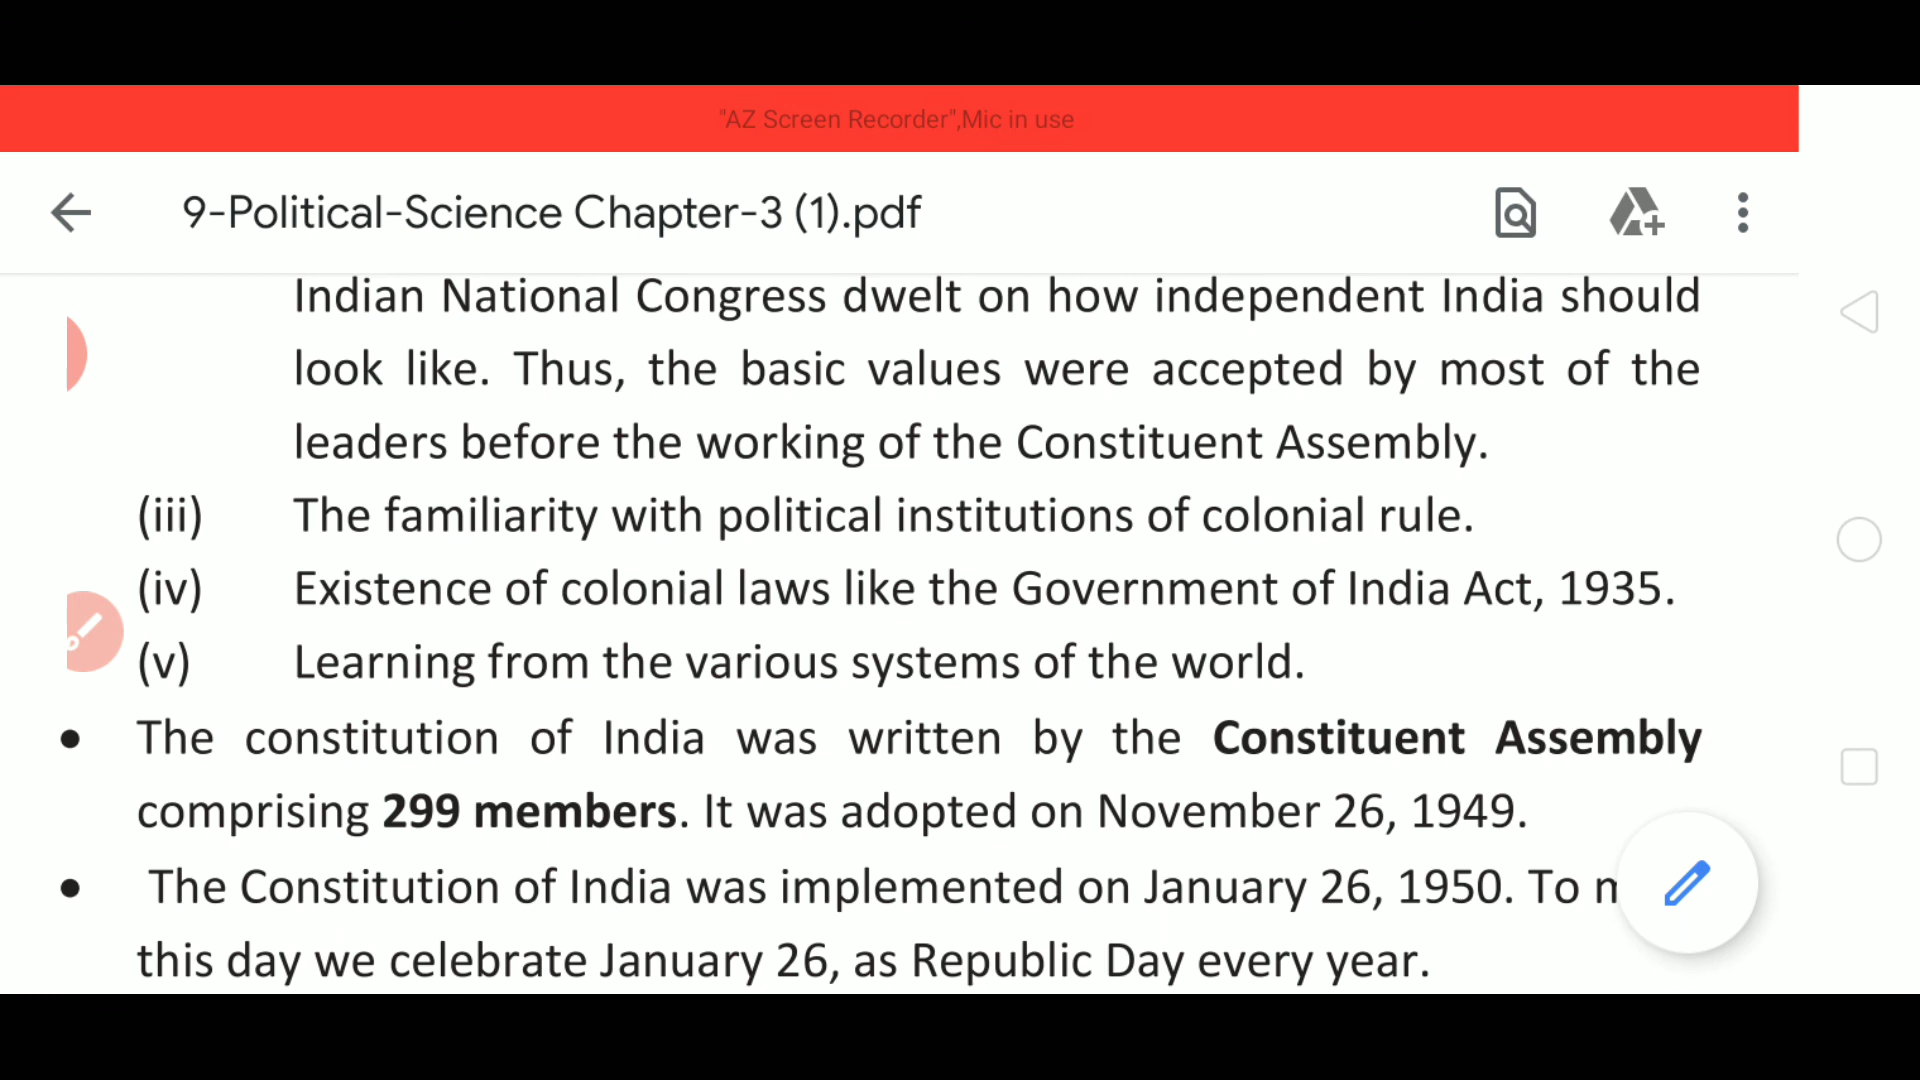 "AZ Screen Recorder",Mic in use
9-Political-Science Chapter-3 (1).pdf
Indian National Congress dwelt on how independent India should
look like. Thus, the basic values were accepted by most of the
leaders before the working of the Constituent Assembly.
(iii) The familiarity with political institutions of colonial rule.
(iv) Existence of colonial laws like the Government of India Act, 1935.
(v) Learning from the various systems of the world.
• The constitution of India was written by the Constituent Assembly
comprising 299 members. It was adopted on November 26, 1949.
• The Constitution of India was implemented on January 26, 1950. To
this day we celebrate January 26, as Republic Day every year.